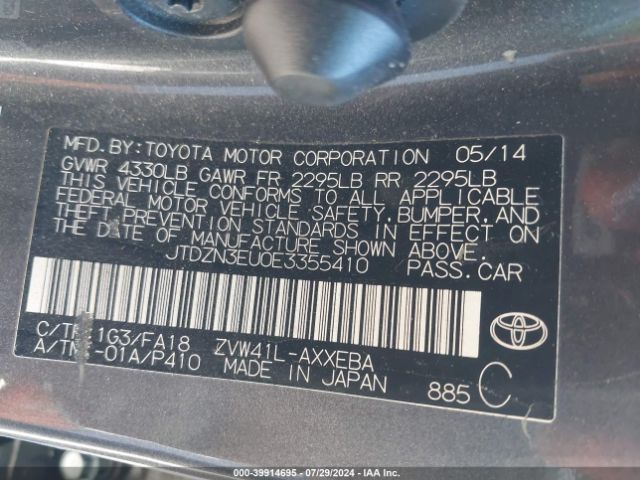 MFD.BY:TOYOTA MOTOR CORPORATION 05/14
GVWR 4330LB GAWR FR 2295LB RR 2295LB
THIS VEHICLE CONFORMS TO ALL APPLICABLE
FEDERAL MOTOR VEHICLE SAFETY,BUMPER,AND
THEFT PREVENTION STANDARDS IN EFFECT ON
THE DATE OF MANUFACTURE SHOWN ABOVE.
JTDZN3EU0E3355410 PASS.CAR
C/TR 1G3/FA18 ZVW41L-AXXEBA
A/TM -01A/P410 MADE IN JAPAN 885 C
000-39914695 - 07/29/2024 - IAA Inc.